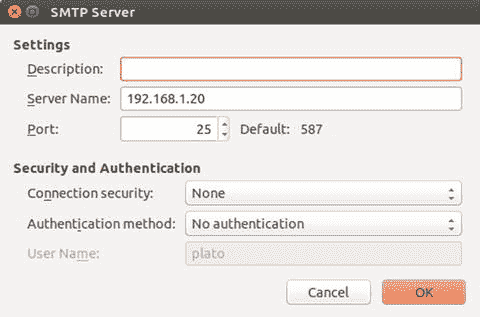 SMTP Server
Settings
Description:
Server Name: 192.168.1.20
Port: 25 Default: 587
Security and Authentication
Connection security: None
Authentication method: No authentication
User Name: plato
Cancel OK